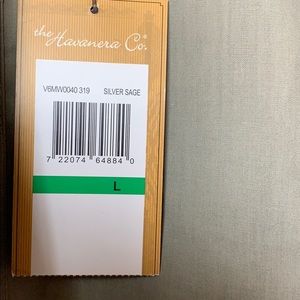 the Havanera Co.®
V6MW0040 319 SILVER SAGE
7 22074 64884 0
L